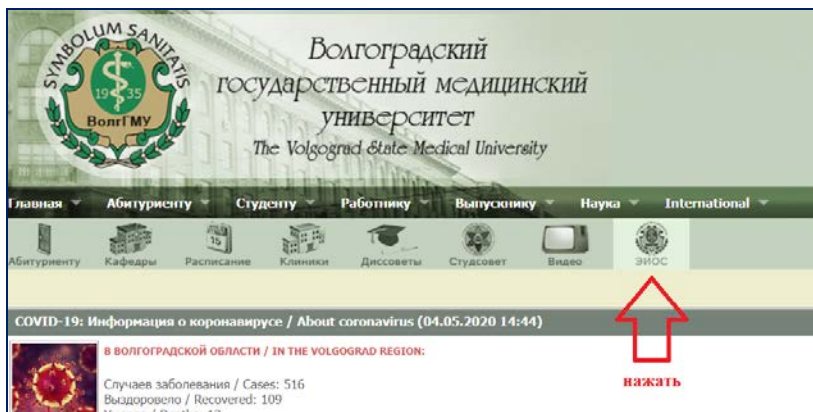 SYMBOLUM SANITATIS
19 35
ВолгГМУ
Волгоградский
государственный медицинский
университет
The Volgograd State Medical University
Главная
Абитуриенту
Студенту
Работнику
Выпускнику
Наука
International
15
Абитуриенту
Кафедры
Расписание
Клиники
Диссоветы
Студсовет
Видео
ЭИОС
COVID-19: Информация о коронавирусе / About coronavirus (04.05.2020 14:44)
В ВОЛГОГРАДСКОЙ ОБЛАСТИ / IN THE VOLGOGRAD REGION:
нажать
Случаев заболевания / Cases: 516
Выздоровело / Recovered: 109